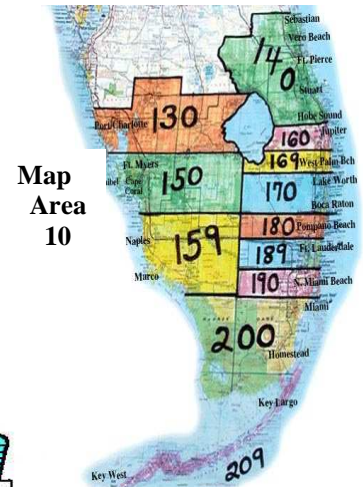 Sebastian
Vero Beach
Ft. Pierce
140
Stuart
Hobe Sound
130
Port Charlotte
160
Jupiter
169
West Palm Bch
Map
Area
10
Ft. Myers
Cape
Coral
150
170
Lake Worth
Boca Raton
180
Pompano Beach
Naples
159
189
Ft. Lauderdale
Marco
190
N. Miami Beach
Miami
200
Homestead
Key Largo
Key West
209